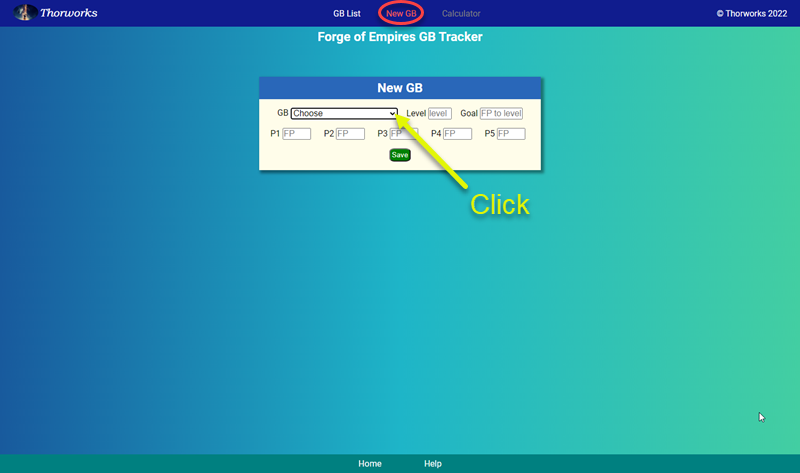 Thorworks GB List New GB Calculator © Thorworks 2022
Forge of Empires GB Tracker
New GB
GB Choose Level level Goal FP to level
P1 FP P2 FP P3 FP P4 FP P5 FP
Save
Click
Home Help